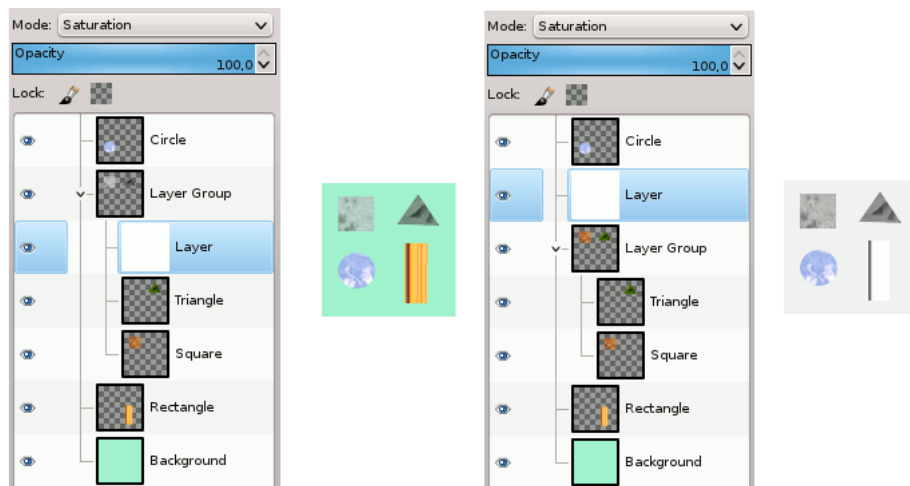 Mode: Saturation
Opacity
100,0
Lock:
Circle
Layer Group
Layer
Triangle
Square
Rectangle
Background
Mode: Saturation
Opacity
100,0
Lock:
Circle
Layer
Layer Group
Triangle
Square
Rectangle
Background